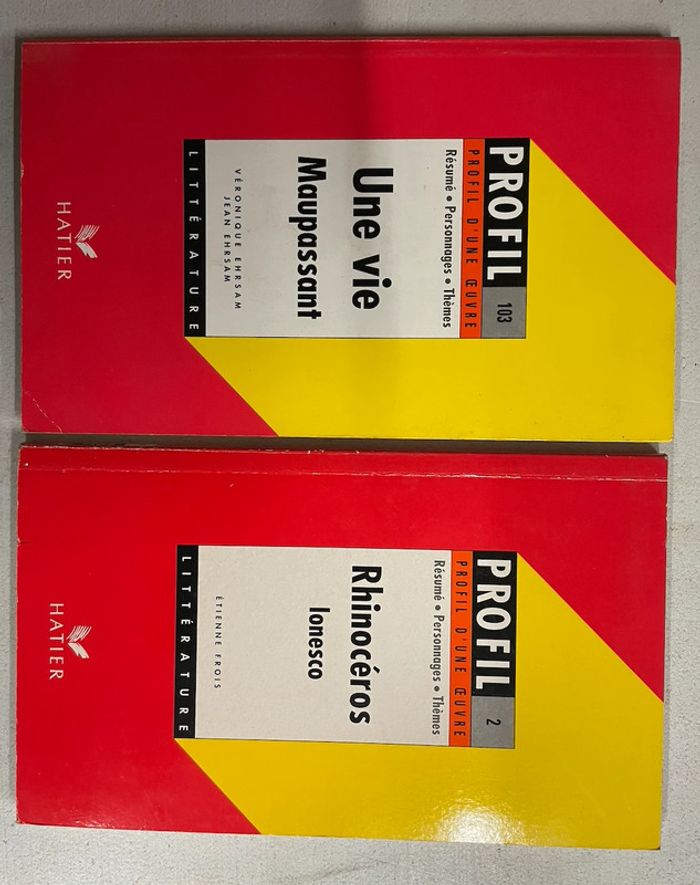 PROFIL 103
PROFIL D'UNE ŒUVRE
Résumé • Personnages • Thèmes
Une vie
Maupassant
VÉRONIQUE EHRSAM
JEAN EHRSAM
LITTÉRATURE
HATIER
PROFIL 2
PROFIL D'UNE ŒUVRE
Résumé • Personnages • Thèmes
Rhinocéros
Ionesco
ÉTIENNE FROIS
LITTÉRATURE
HATIER